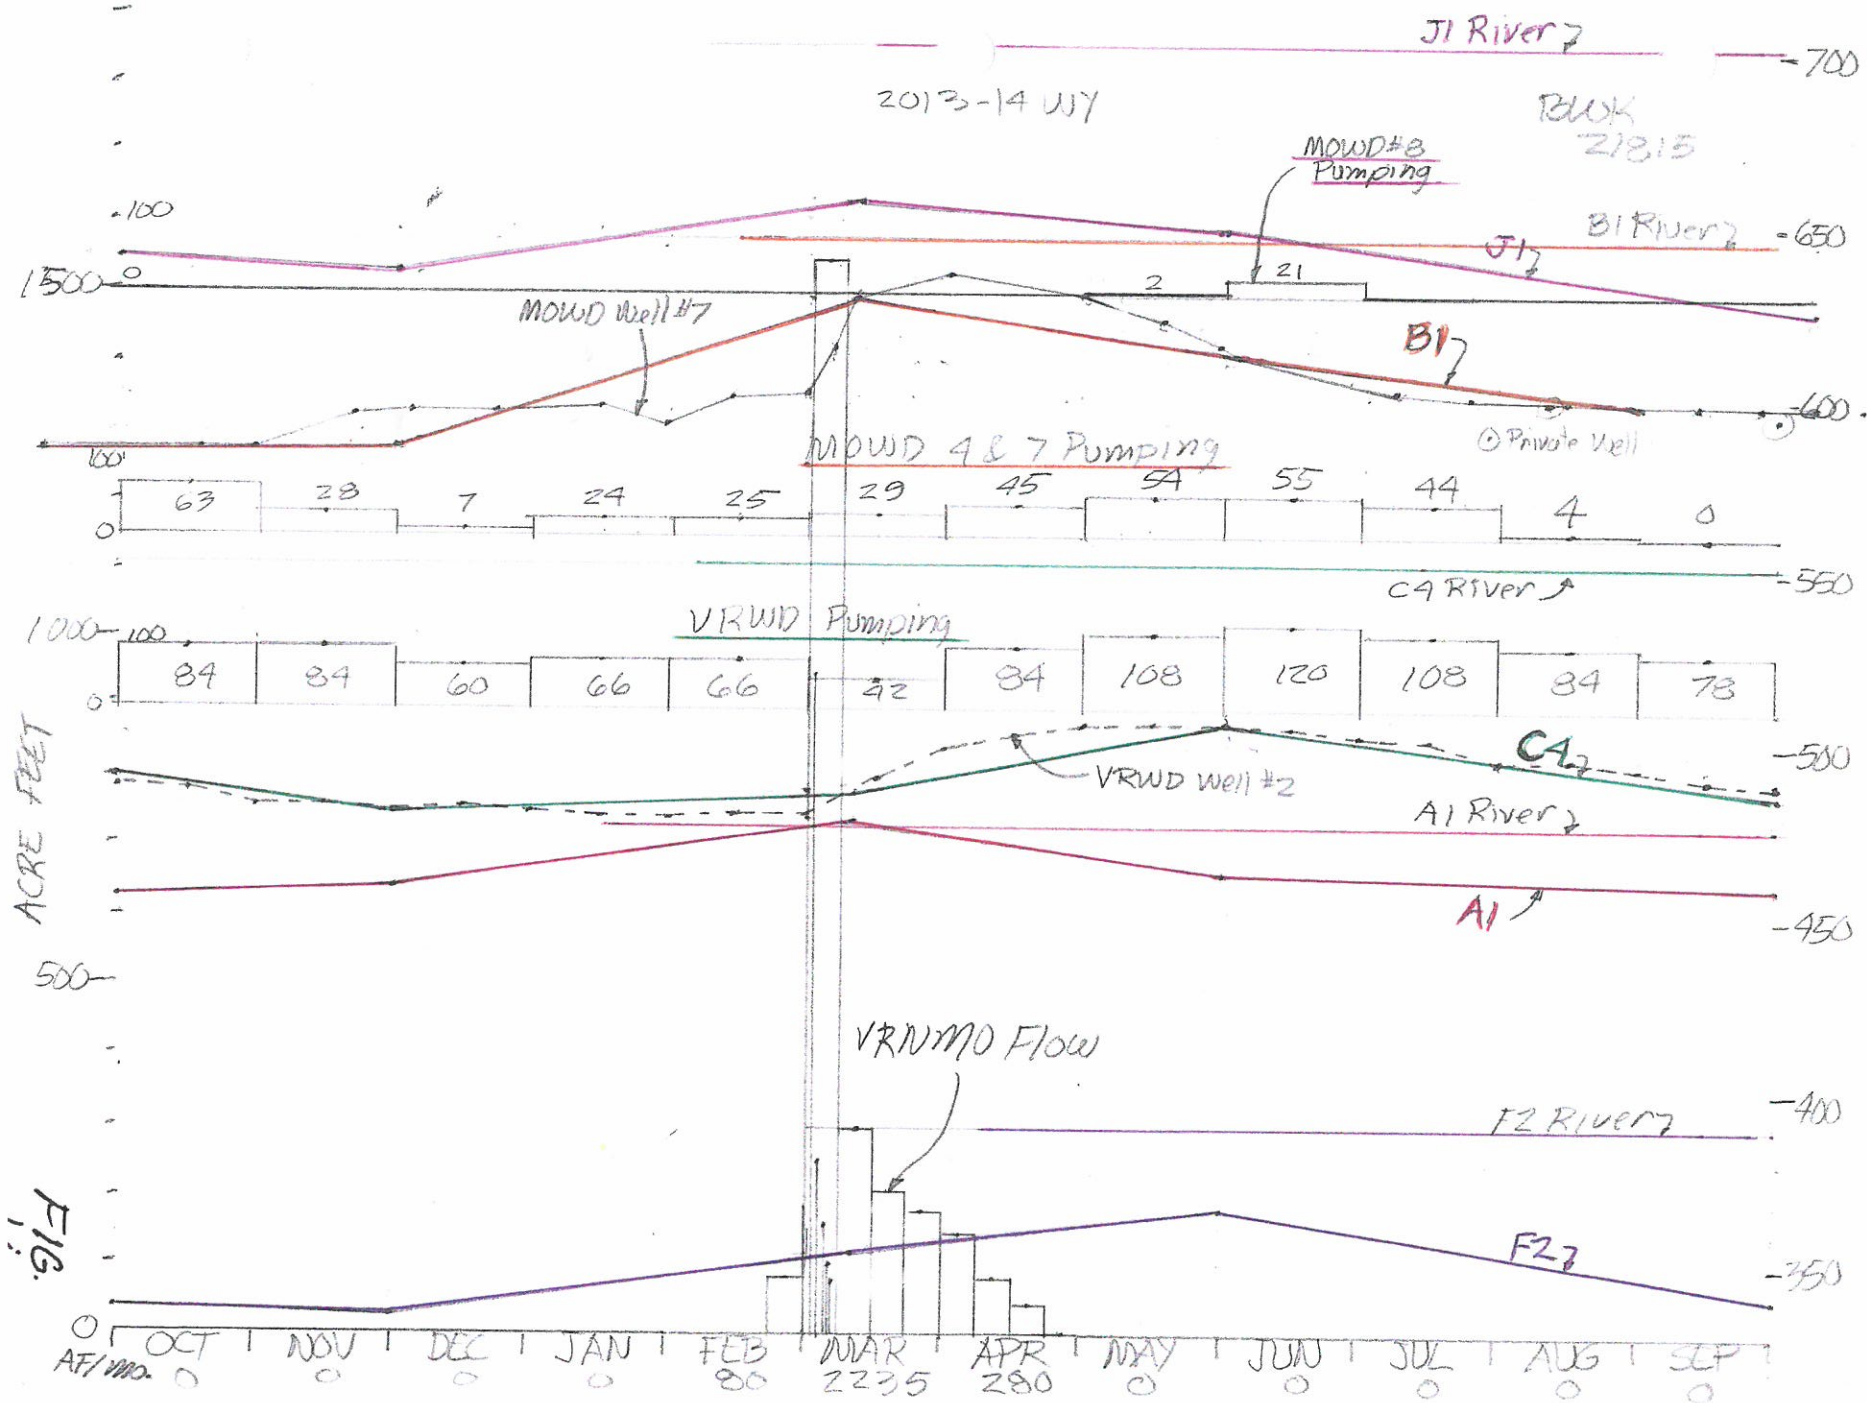 J1 River
-700
2013-14 WY
BWK
2/8/15
MOWD#8
Pumping
100
B1 River
-650
J1
1500
0
2
21
MOWD Well #7
B1
-600
MOWD 4 & 7 Pumping
⊙ Private Well
100
63 28 7 24 25 29 45 54 55 44 4 0
0
C4 River
-550
VRWD Pumping
1000 100
84 84 60 66 66 42 84 108 120 108 84 78
0
C4
-500
VRWD Well #2
A1 River
ACRE FEET
A1
-450
500
VRNMO Flow
-400
F2 River
F2
-350
FIG. 1.
0
OCT NOV DEC JAN FEB MAR APR MAY JUN JUL AUG SEP
AF/mo.
0 0 0 0 80 2235 280 0 0 0 0 0